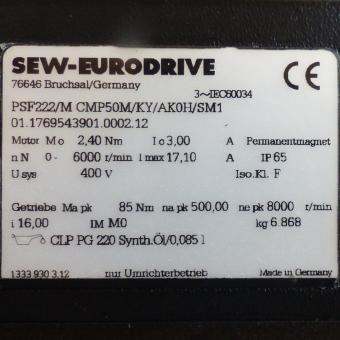 SEW-EURODRIVE
76646 Bruchsal/Germany
3~IEC60034
CE
PSF222/M CMP50M/KY/AK0H/SM1
01.1769543901.0002.12
Motor Mo 2,40 Nm Io 3,00 A Permanentmagnet
n N 0- 6000 r/min Imax 17,10 A IP 65
U sys 400 V Iso.Kl. F
Getriebe Ma pk 85 Nm na pk 500,00 ne pk 8000 r/min
i 16,00 IM M0 kg 6.868
CLP PG 220 Synth.Öl/0,085 l
1333 930 3.12 nur Umrichterbetrieb Made in Germany